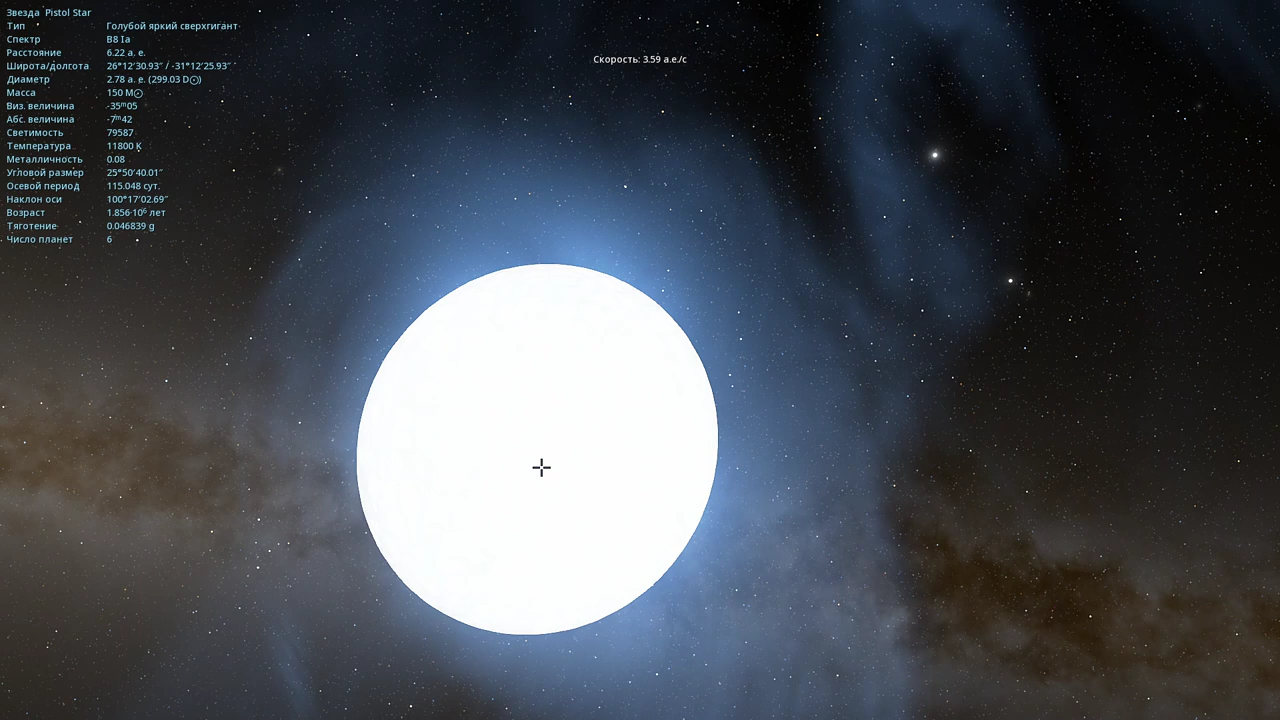 Звезда Pistol Star
Тип Голубой яркий сверхгигант
Спектр B8 Ia
Расстояние 6.22 а. е.
Широта/долгота 26°12′30.93″ / -31°12′25.93″
Диаметр 2.78 а. е. (299.03 D☉)
Масса 150 M☉
Виз. величина -35ᵐ05
Абс. величина -7ᵐ42
Светимость 79587
Температура 11800 K
Металличность 0.08
Угловой размер 25°50′40.01″
Осевой период 115.048 сут.
Наклон оси 100°17′02.69″
Возраст 1.856·10⁶ лет
Тяготение 0.046839 g
Число планет 6
Скорость: 3.59 а.е./с